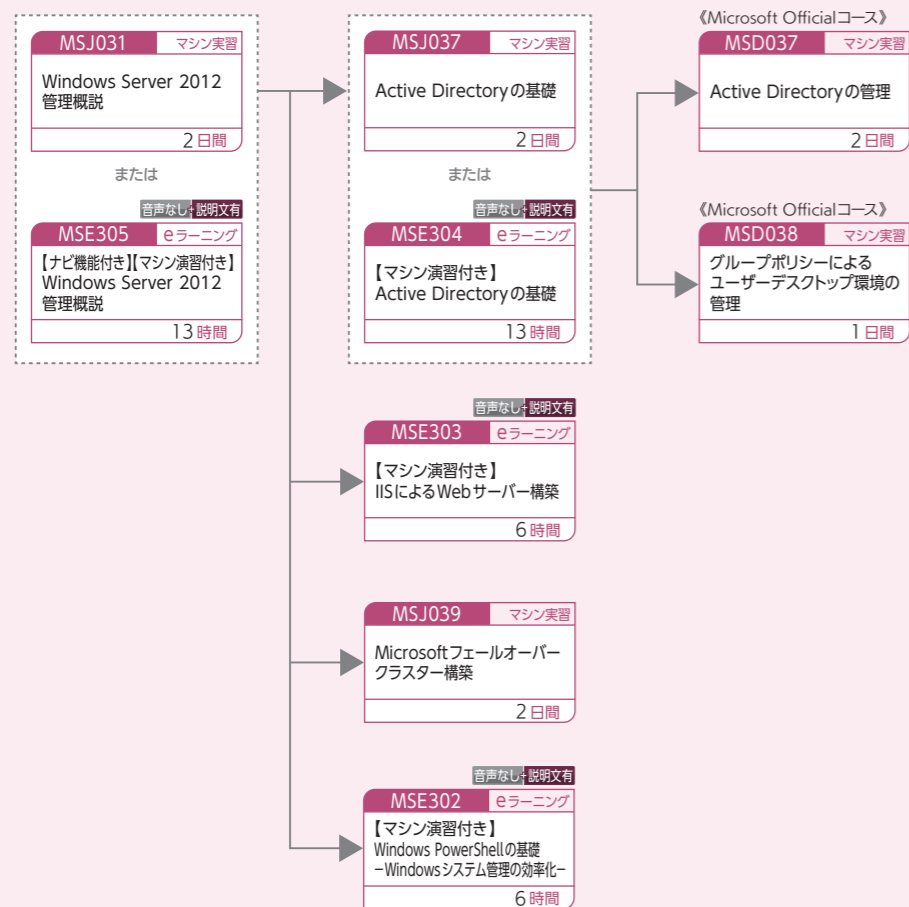 MSJ031 マシン実習
Windows Server 2012
管理概説
2日間
または
音声なし+説明文有
MSE305 eラーニング
【ナビ機能付き】【マシン演習付き】
Windows Server 2012
管理概説
13時間
MSJ037 マシン実習
Active Directoryの基礎
2日間
または
音声なし+説明文有
MSE304 eラーニング
【マシン演習付き】
Active Directoryの基礎
13時間
《Microsoft Officialコース》
MSD037 マシン実習
Active Directoryの管理
2日間
《Microsoft Officialコース》
MSD038 マシン実習
グループポリシーによる
ユーザーデスクトップ環境の
管理
1日間
音声なし+説明文有
MSE303 eラーニング
【マシン演習付き】
IISによるWebサーバー構築
6時間
MSJ039 マシン実習
Microsoftフェールオーバー
クラスター構築
2日間
音声なし+説明文有
MSE302 eラーニング
【マシン演習付き】
Windows PowerShellの基礎
−Windowsシステム管理の効率化−
6時間